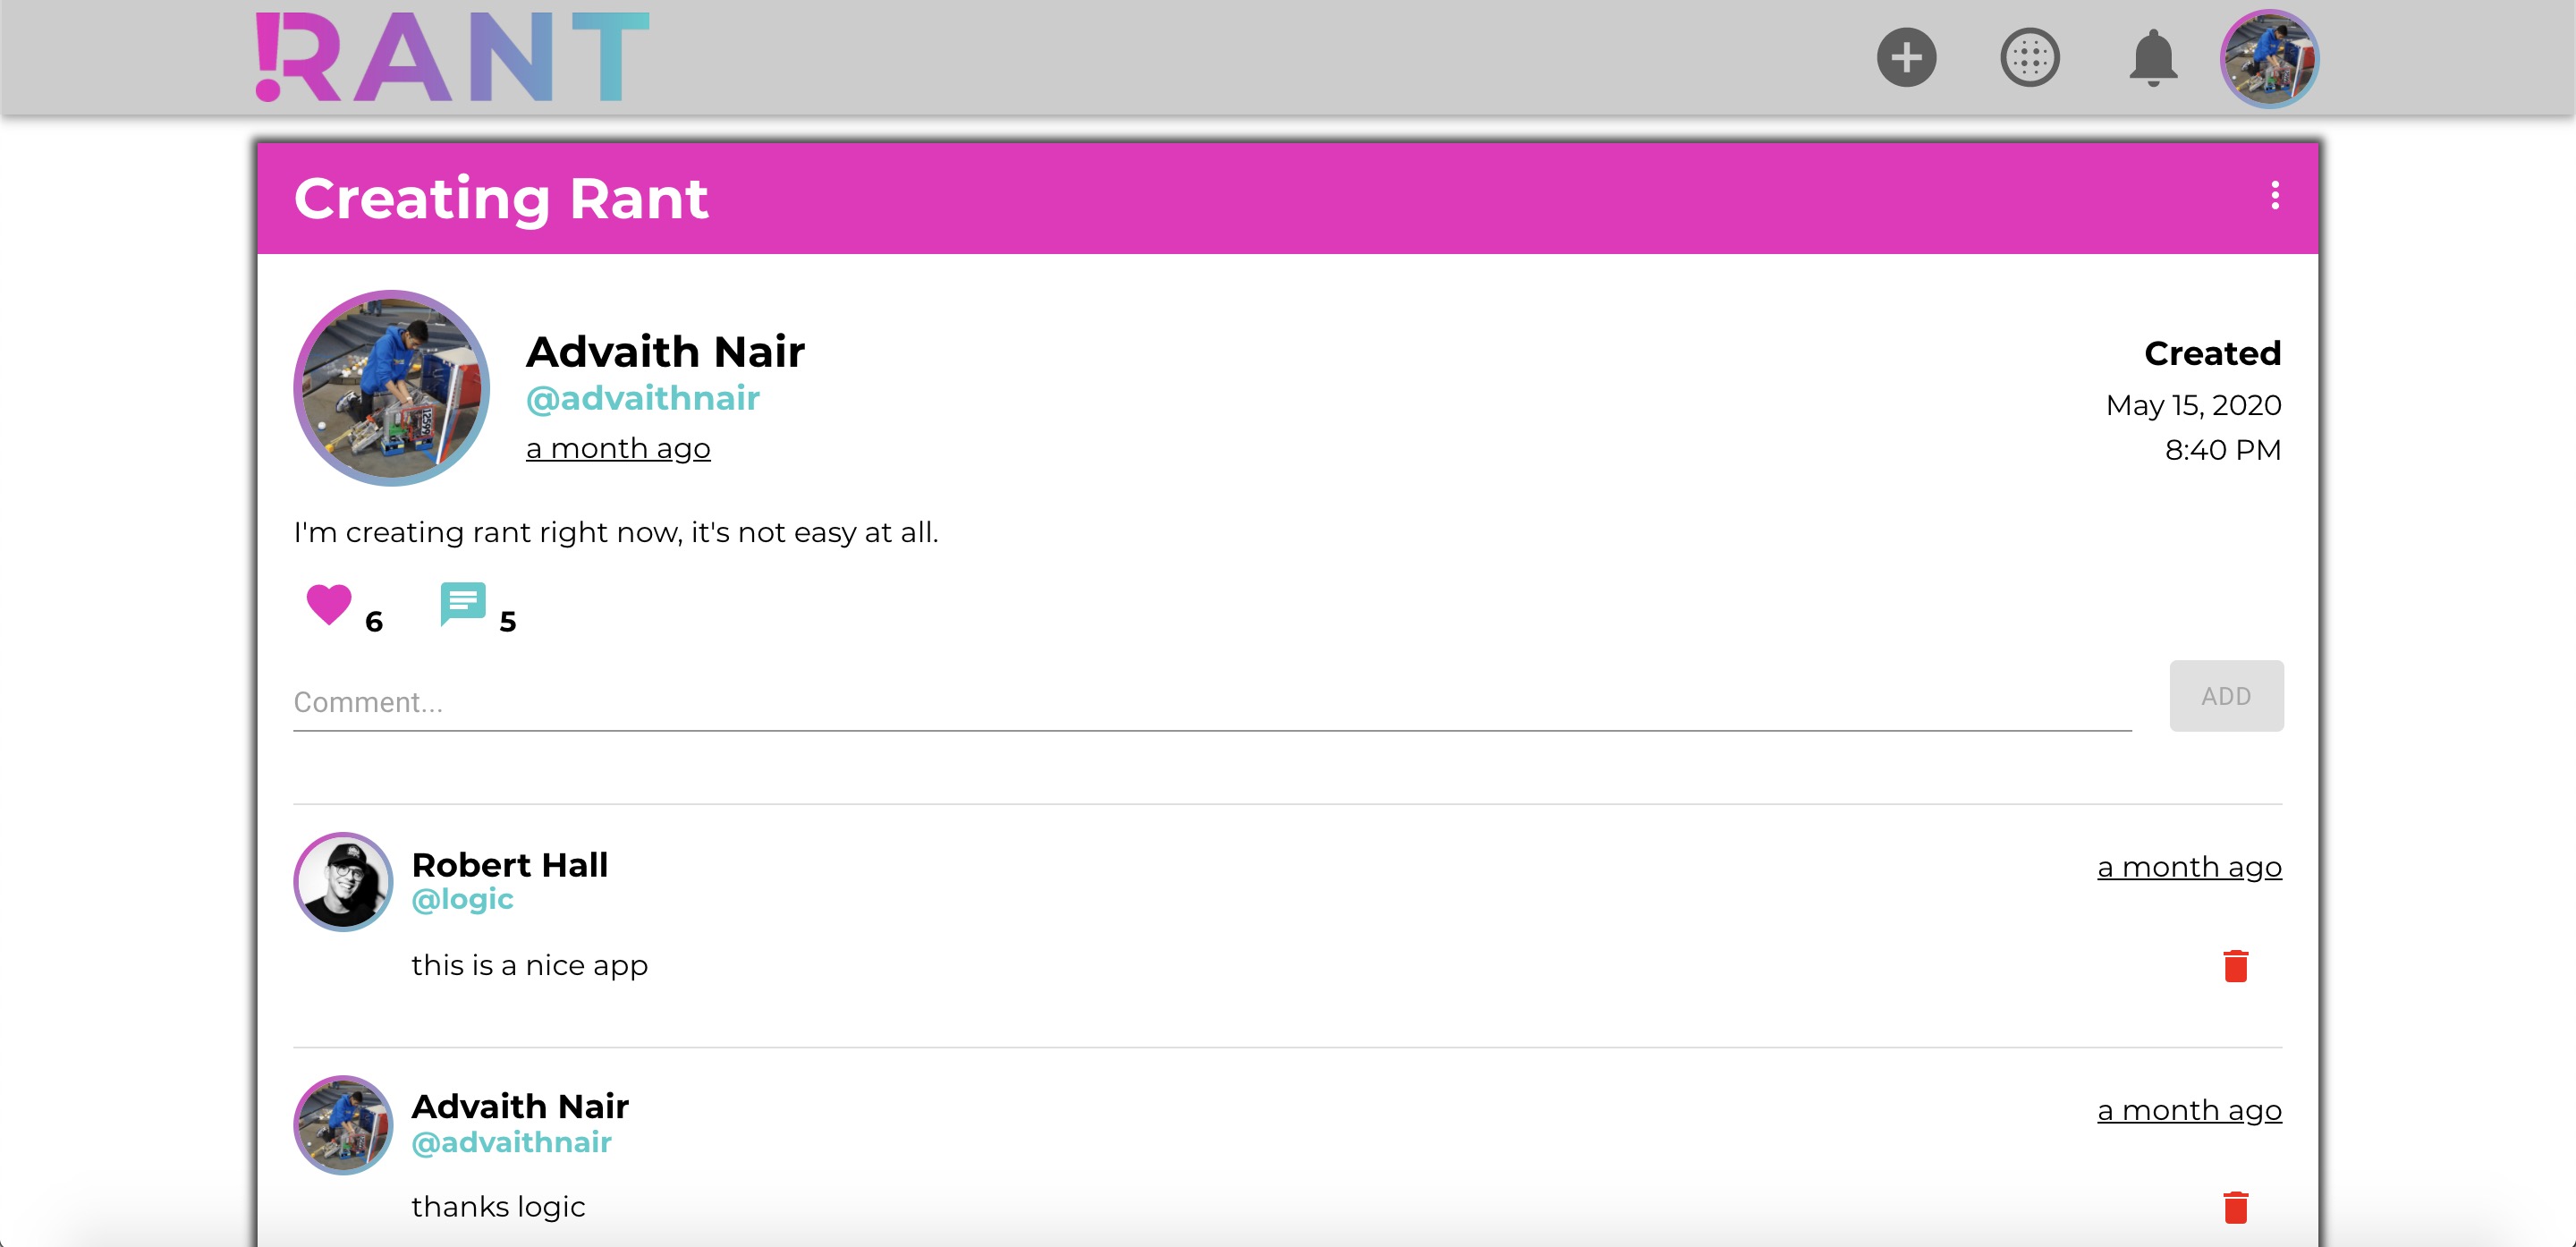 !RANT
Creating Rant
Advaith Nair
@advaithnair
a month ago
Created
May 15, 2020
8:40 PM
I'm creating rant right now, it's not easy at all.
6
5
Comment...
ADD
Robert Hall
@logic
a month ago
this is a nice app
Advaith Nair
@advaithnair
a month ago
thanks logic